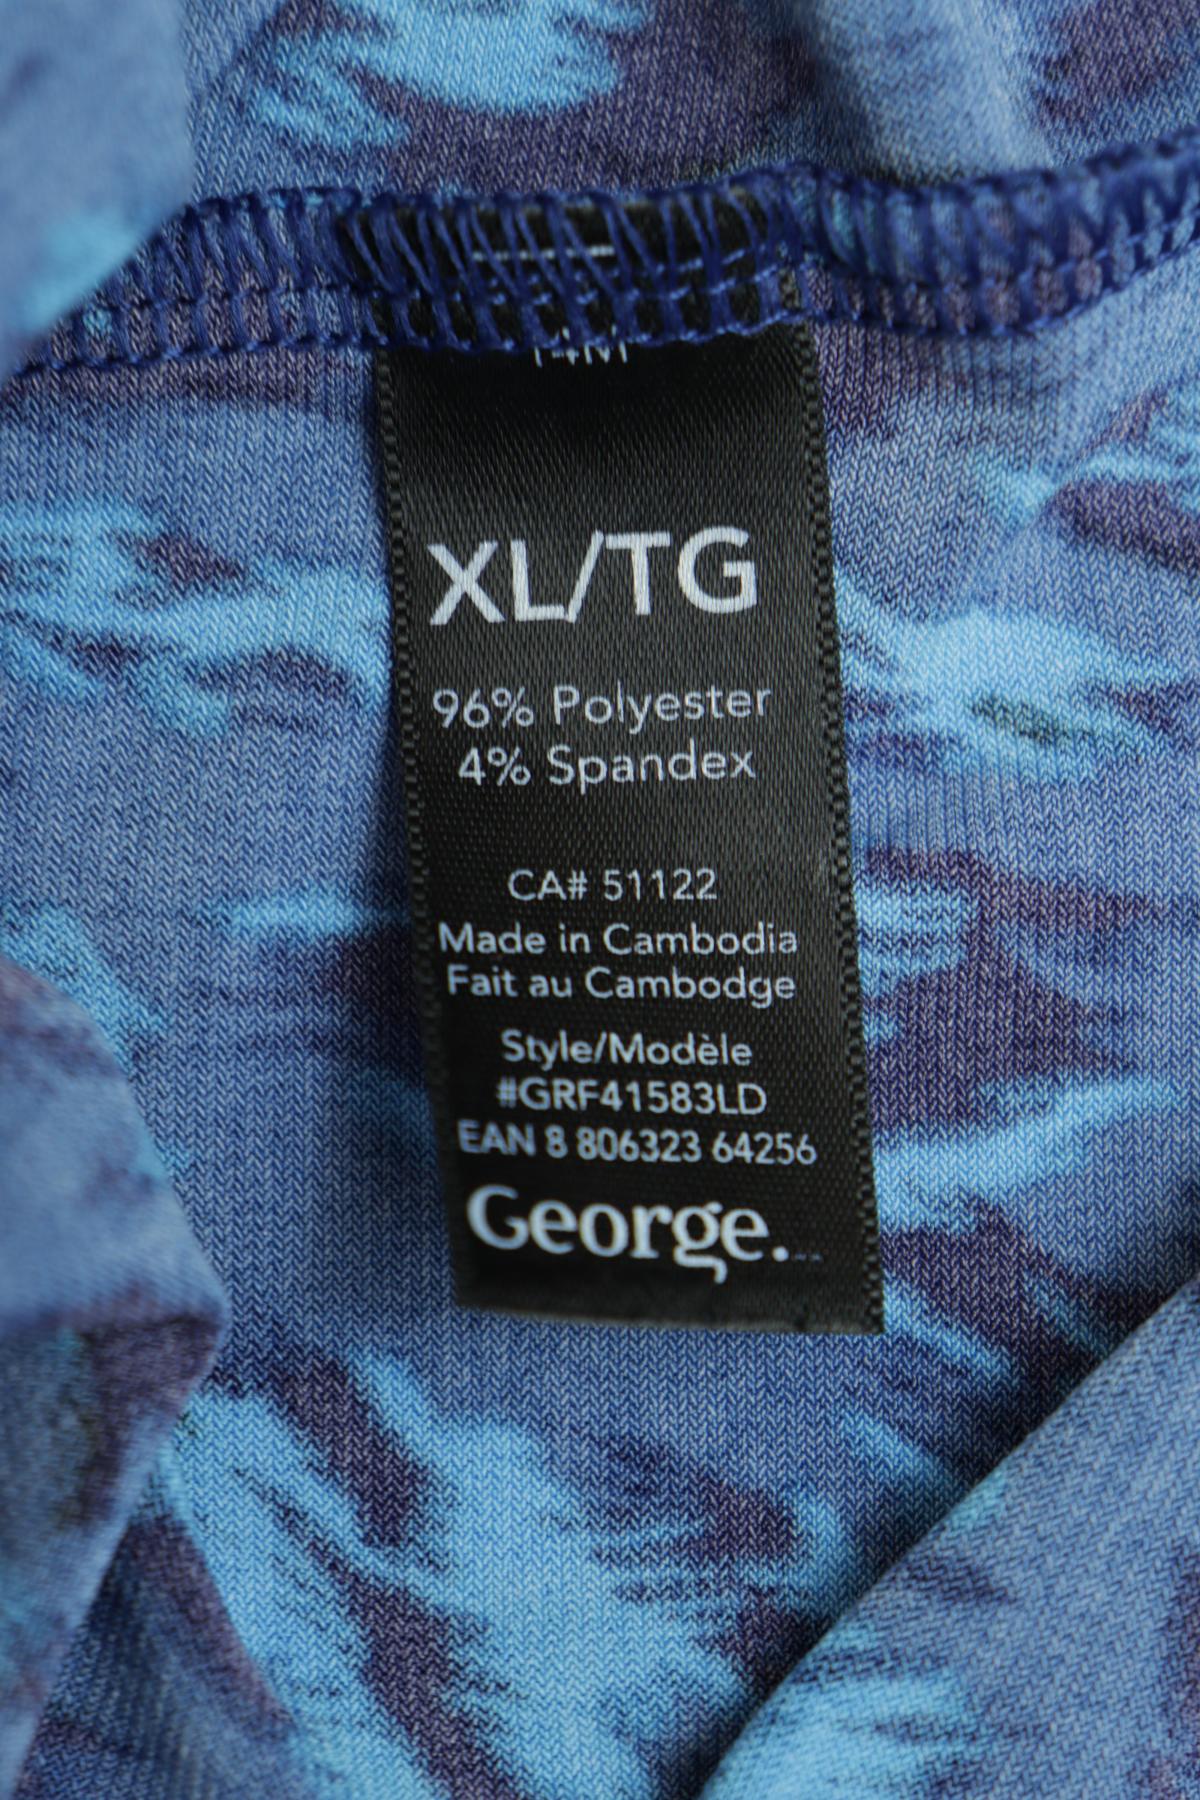 XL/TG
96% Polyester
4% Spandex
CA# 51122
Made in Cambodia
Fait au Cambodge
Style/Modèle
#GRF41583LD
EAN 8 806323 64256
George.